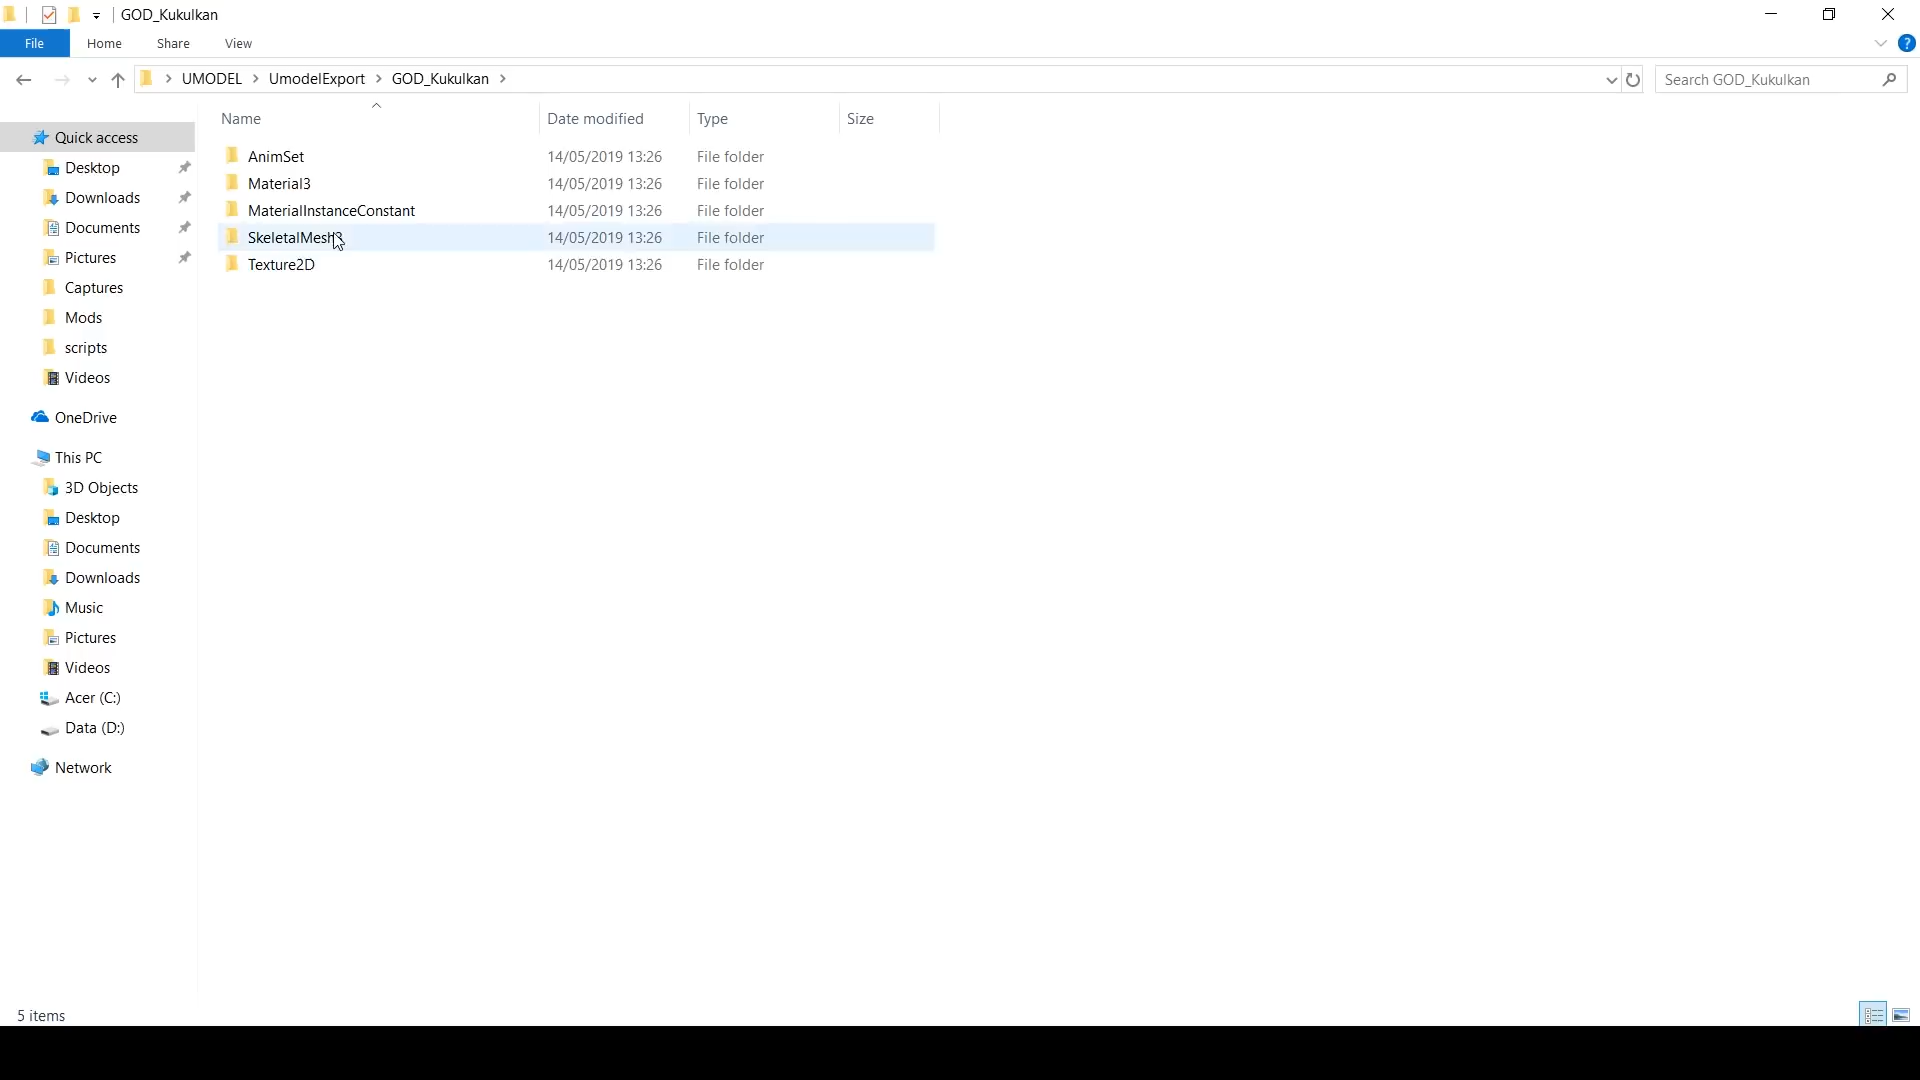 GOD_Kukulkan
File Home Share View
UMODEL UmodelExport GOD_Kukulkan Search GOD_Kukulkan
Name Date modified Type Size
Quick access
Desktop
Downloads
Documents
Pictures
Captures
Mods
scripts
Videos
OneDrive
This PC
3D Objects
Desktop
Documents
Downloads
Music
Pictures
Videos
Acer (C:)
Data (D:)
Network
AnimSet 14/05/2019 13:26 File folder
Material3 14/05/2019 13:26 File folder
MaterialInstanceConstant 14/05/2019 13:26 File folder
SkeletalMesh3 14/05/2019 13:26 File folder
Texture2D 14/05/2019 13:26 File folder
5 items